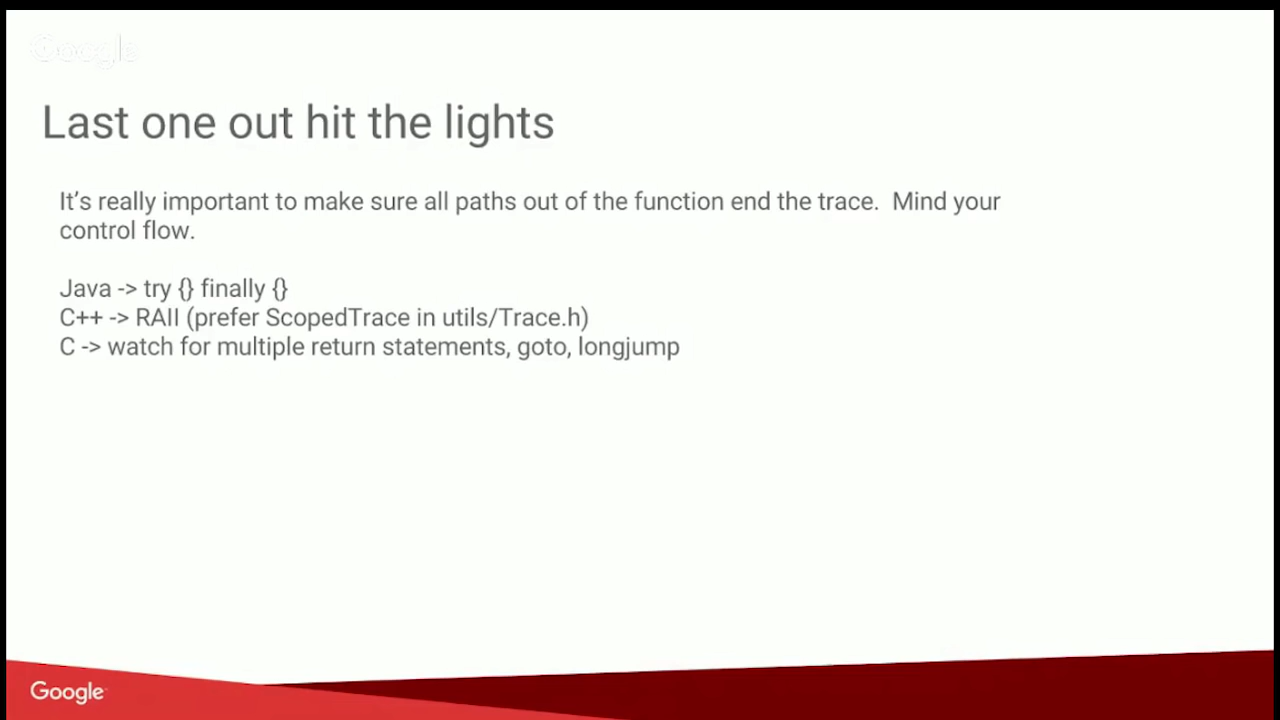 Google
Last one out hit the lights
It’s really important to make sure all paths out of the function end the trace.  Mind your
control flow.
Java -> try {} finally {}
C++ -> RAII (prefer ScopedTrace in utils/Trace.h)
C -> watch for multiple return statements, goto, longjump
Google